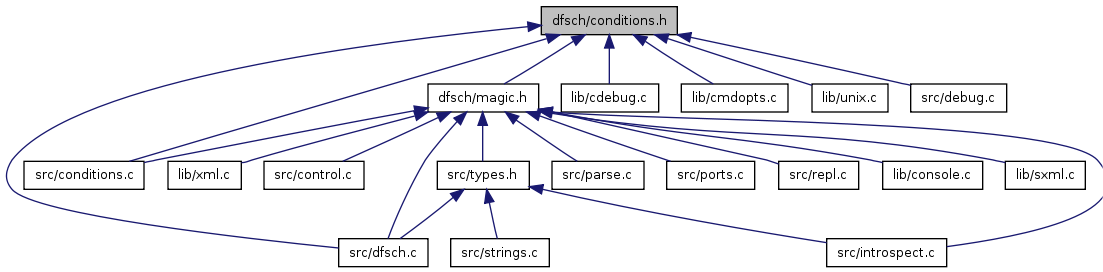 dfsch/conditions.h
dfsch/magic.h
lib/cdebug.c
lib/cmdopts.c
lib/unix.c
src/debug.c
src/conditions.c
lib/xml.c
src/control.c
src/types.h
src/parse.c
src/ports.c
src/repl.c
lib/console.c
lib/sxml.c
src/dfsch.c
src/strings.c
src/introspect.c